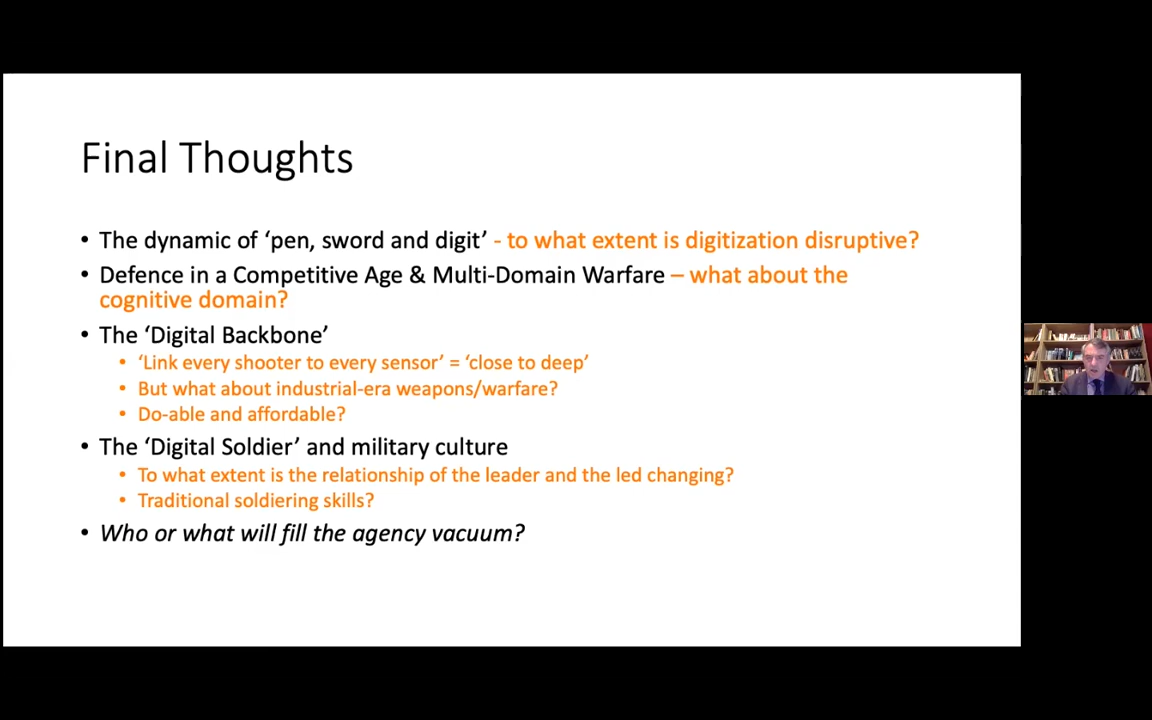 Final Thoughts
• The dynamic of ‘pen, sword and digit’ - to what extent is digitization disruptive?
• Defence in a Competitive Age & Multi-Domain Warfare – what about the
cognitive domain?
• The ‘Digital Backbone’
• ‘Link every shooter to every sensor’ = ‘close to deep’
• But what about industrial-era weapons/warfare?
• Do-able and affordable?
• The ‘Digital Soldier’ and military culture
• To what extent is the relationship of the leader and the led changing?
• Traditional soldiering skills?
• Who or what will fill the agency vacuum?